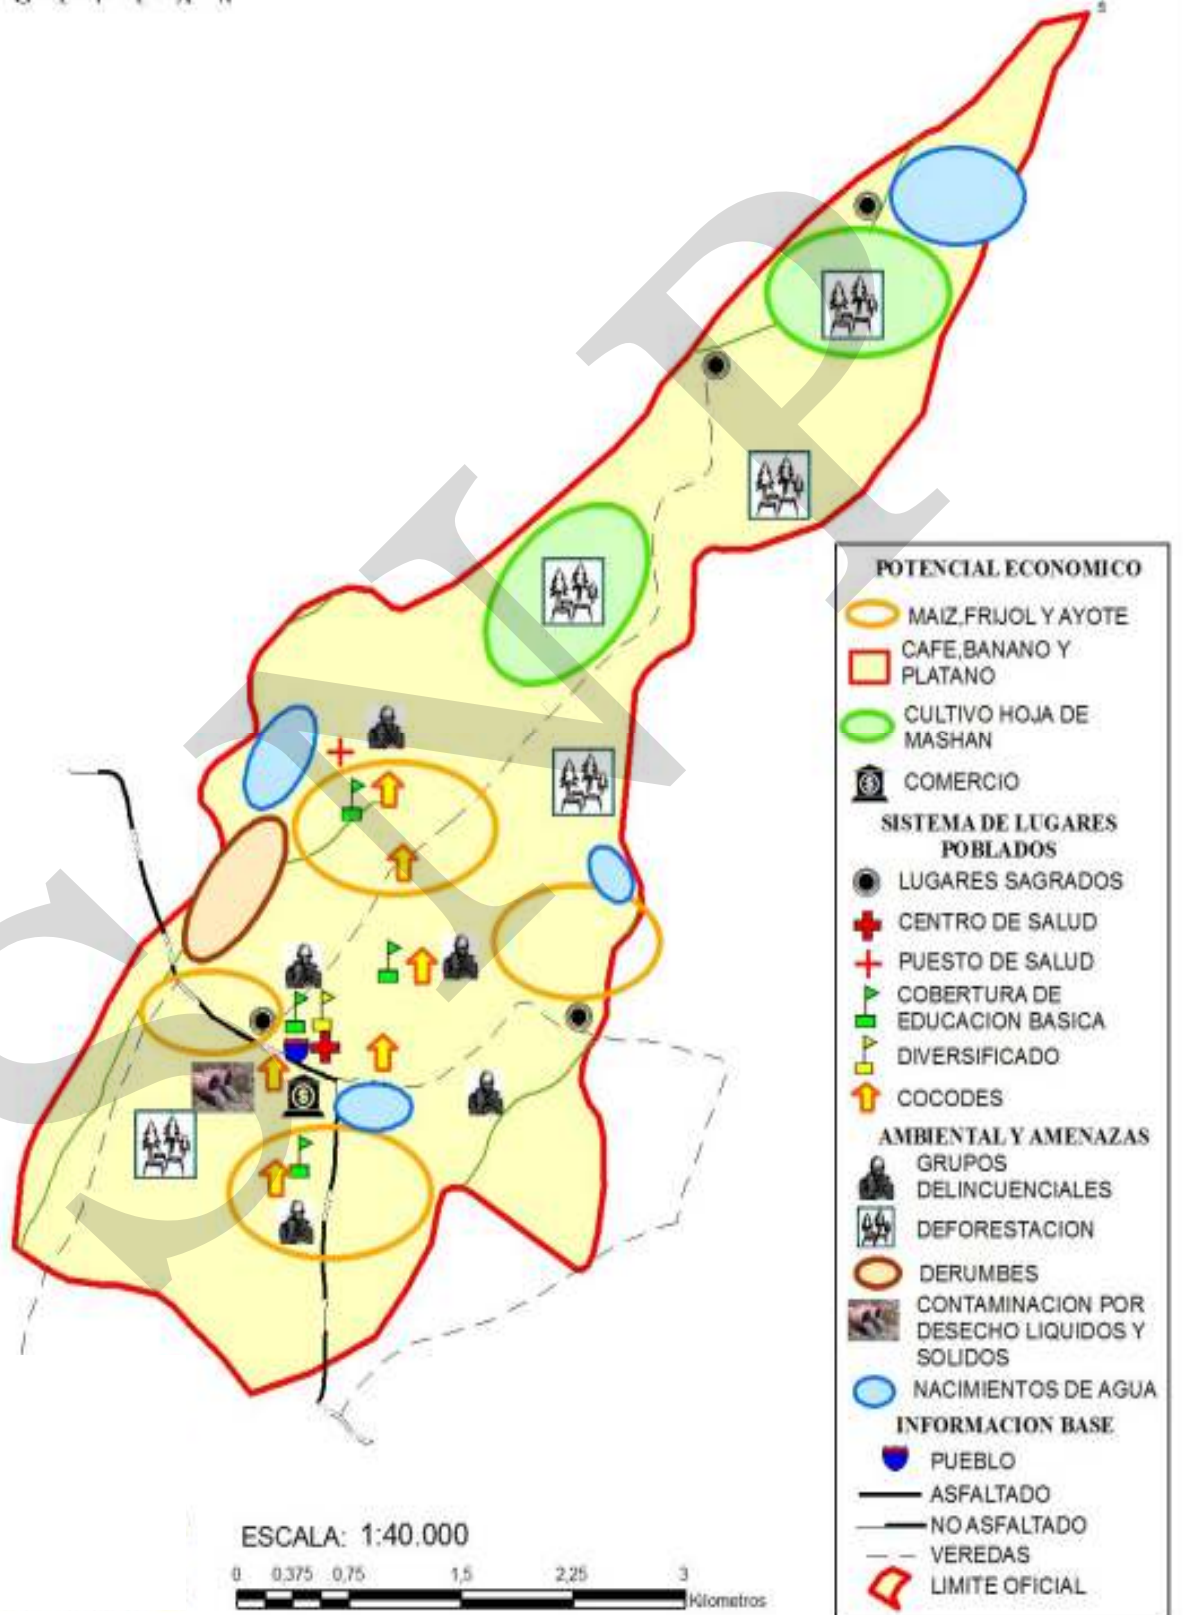 S
POTENCIAL ECONOMICO
MAIZ,FRIJOL Y AYOTE
CAFE,BANANO Y
PLATANO
CULTIVO HOJA DE
MASHAN
COMERCIO
SISTEMA DE LUGARES
POBLADOS
LUGARES SAGRADOS
CENTRO DE SALUD
PUESTO DE SALUD
COBERTURA DE
EDUCACION BASICA
DIVERSIFICADO
COCODES
AMBIENTAL Y AMENAZAS
GRUPOS
DELINCUENCIALES
DEFORESTACION
DERUMBES
CONTAMINACION POR
DESECHO LIQUIDOS Y
SOLIDOS
NACIMIENTOS DE AGUA
INFORMACION BASE
PUEBLO
ASFALTADO
NO ASFALTADO
VEREDAS
LIMITE OFICIAL
ESCALA: 1:40.000
0 0,375 0,75 1,5 2,25 3
Kilometros